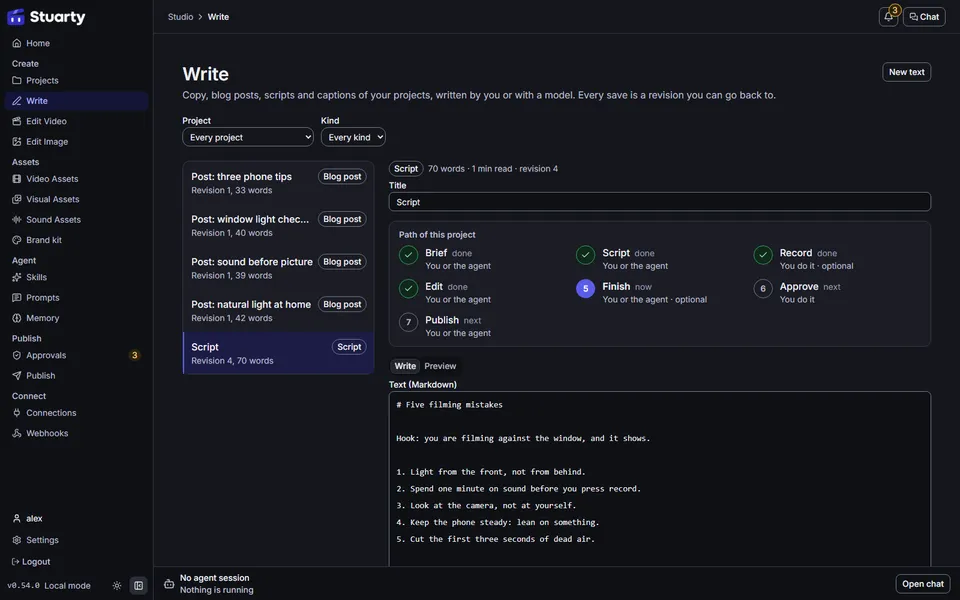 Stuarty
Home
Create
Projects
Write
Edit Video
Edit Image
Assets
Video Assets
Visual Assets
Sound Assets
Brand kit
Agent
Skills
Prompts
Memory
Publish
Approvals 3
Publish
Connect
Connections
Webhooks
alex
Settings
Logout
v0.54.0 Local mode
Studio > Write
3
Chat
Write
New text
Copy, blog posts, scripts and captions of your projects, written by you or with a model. Every save is a revision you can go back to.
Project Kind
Every project Every kind
Post: three phone tips Blog post
Revision 1, 33 words
Post: window light chec... Blog post
Revision 1, 40 words
Post: sound before picture Blog post
Revision 1, 39 words
Post: natural light at home Blog post
Revision 1, 42 words
Script Script
Revision 4, 70 words
Script 70 words · 1 min read · revision 4
Title
Script
Path of this project
Brief done
You or the agent
Script done
You or the agent
Record done
You do it · optional
Edit done
You or the agent
5 Finish now
You or the agent · optional
6 Approve next
You do it
7 Publish next
You or the agent
Write Preview
Text (Markdown)
# Five filming mistakes
Hook: you are filming against the window, and it shows.
1. Light from the front, not from behind.
2. Spend one minute on sound before you press record.
3. Look at the camera, not at yourself.
4. Keep the phone steady: lean on something.
5. Cut the first three seconds of dead air.
No agent session
Nothing is running
Open chat